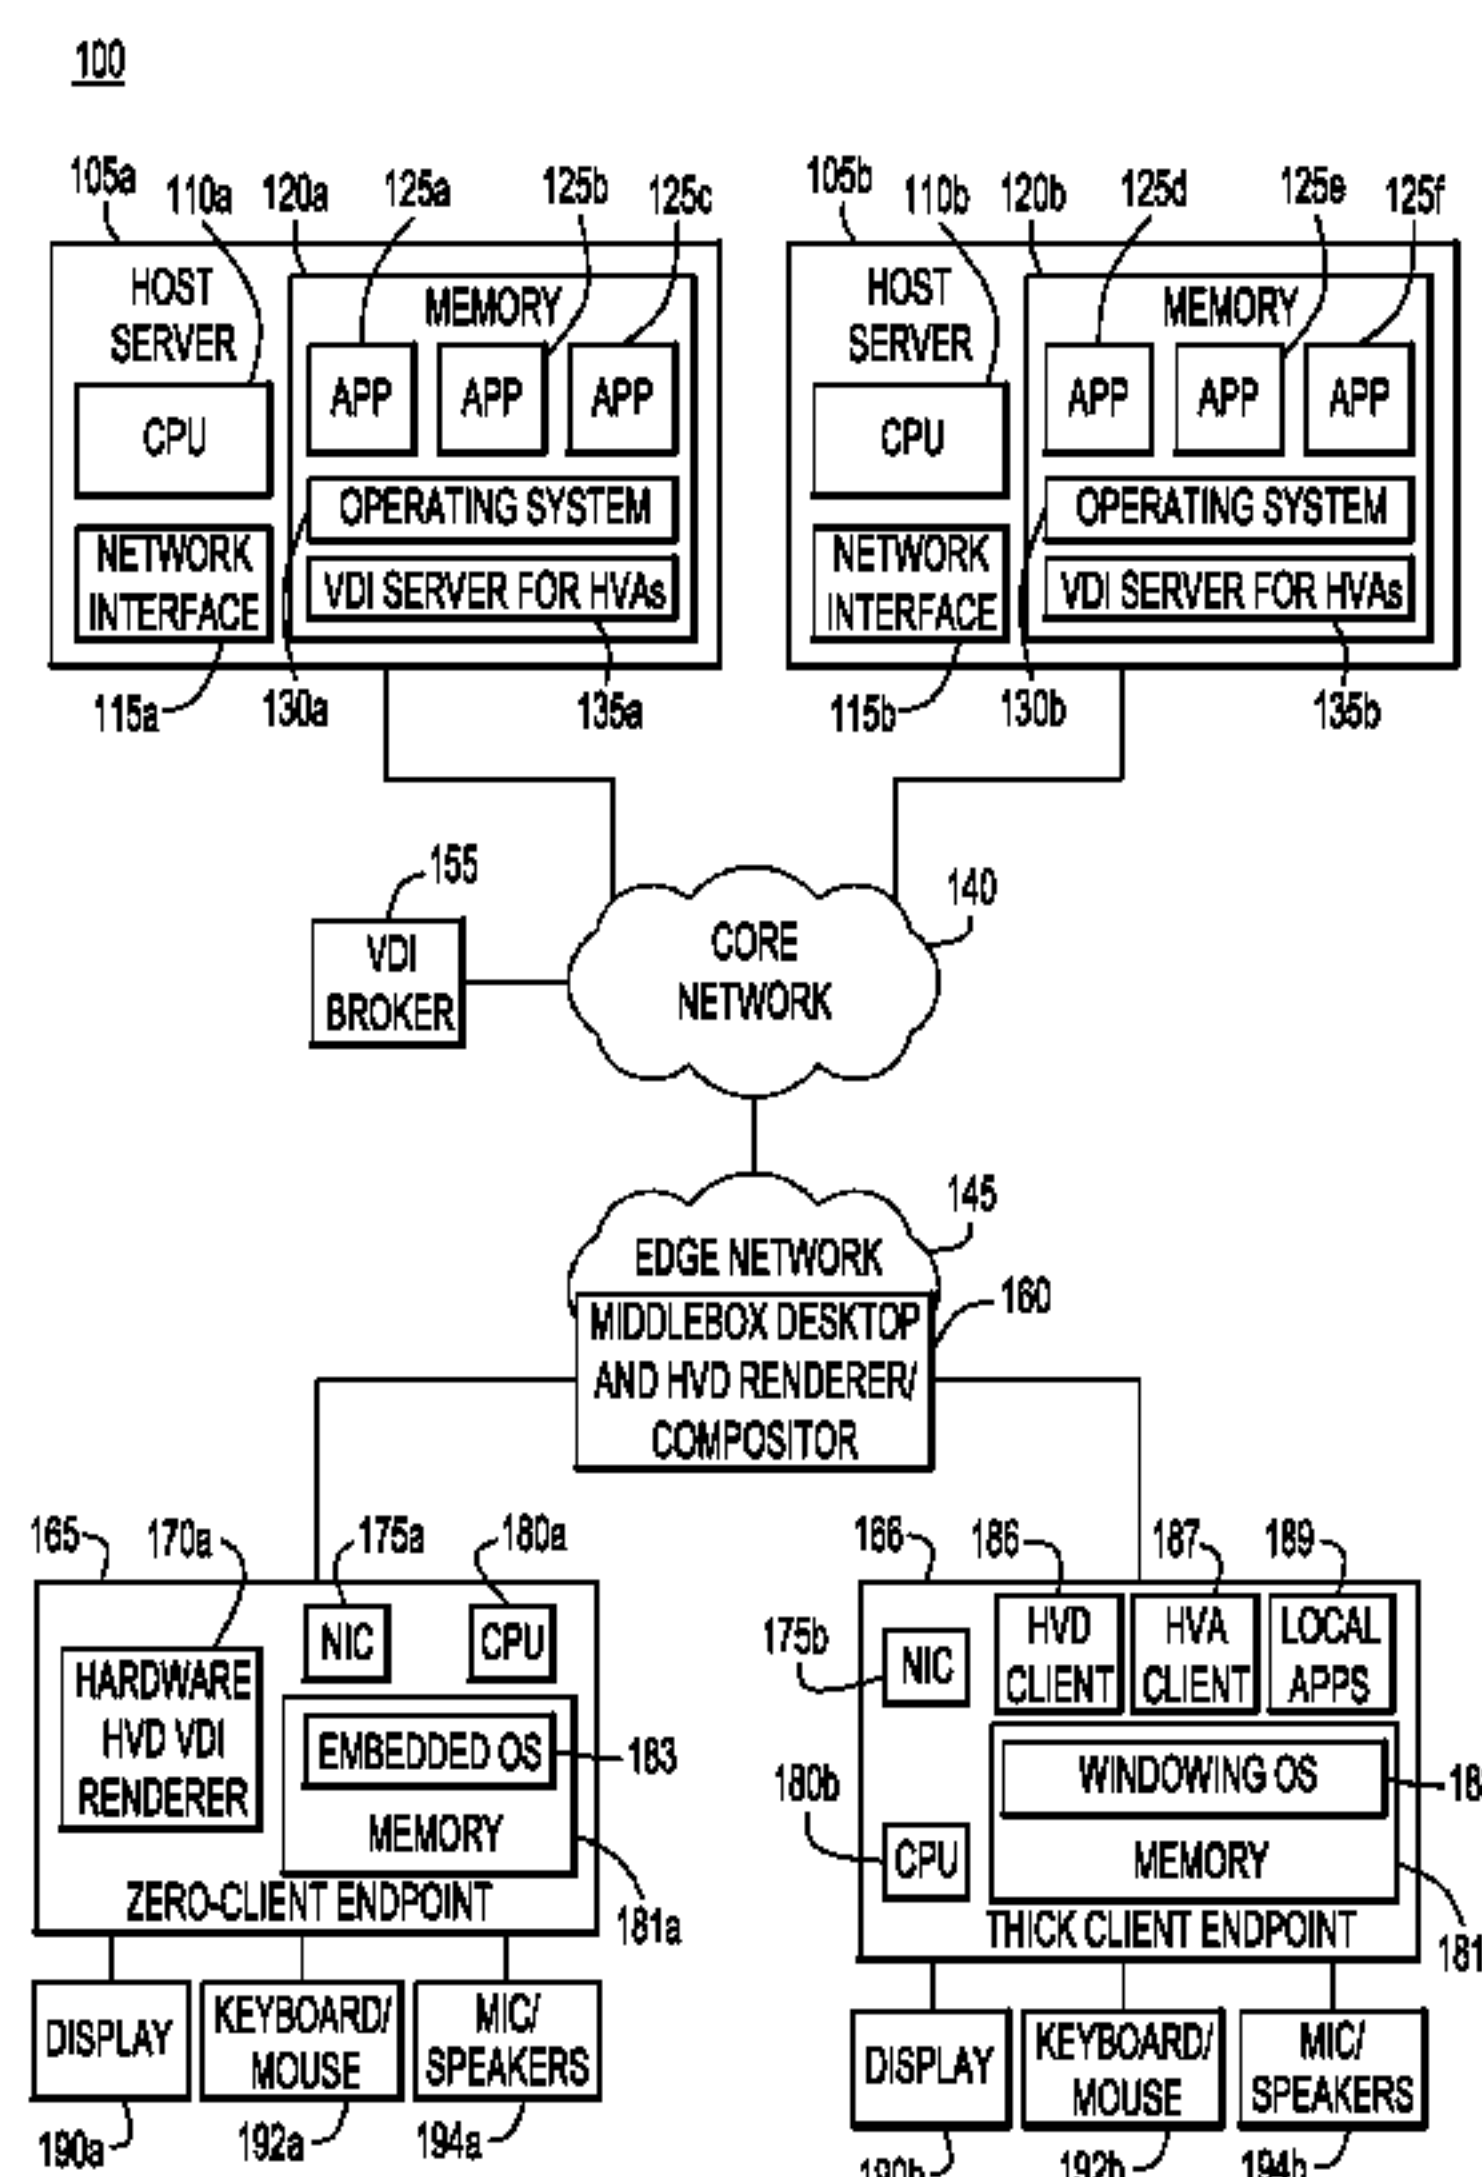 100
105a 110a 120a 125a 125b 125c 105b 110b 120b 125d 125e 125f
HOST
SERVER
MEMORY
APP APP APP
CPU
OPERATING SYSTEM
NETWORK
INTERFACE
VDI SERVER FOR HVAs
115a 130a 135a
HOST
SERVER
MEMORY
APP APP APP
CPU
OPERATING SYSTEM
NETWORK
INTERFACE
VDI SERVER FOR HVAs
115b 130b 135b
155
VDI
BROKER
140
CORE
NETWORK
145
EDGE NETWORK
160
MIDDLEBOX DESKTOP
AND HVD RENDERER/
COMPOSITOR
165 170a 175a 180a
NIC CPU
HARDWARE
HVD VDI
RENDERER
EMBEDDED OS
183
MEMORY
181a
ZERO-CLIENT ENDPOINT
DISPLAY
KEYBOARD/
MOUSE
MIC/
SPEAKERS
190a 192a 194a
166 186 187 189
175b
NIC
HVD
CLIENT
HVA
CLIENT
LOCAL
APPS
180b
CPU
WINDOWING OS
18
MEMORY
181
THICK CLIENT ENDPOINT
DISPLAY
KEYBOARD/
MOUSE
MIC/
SPEAKERS
190b 192b 194b